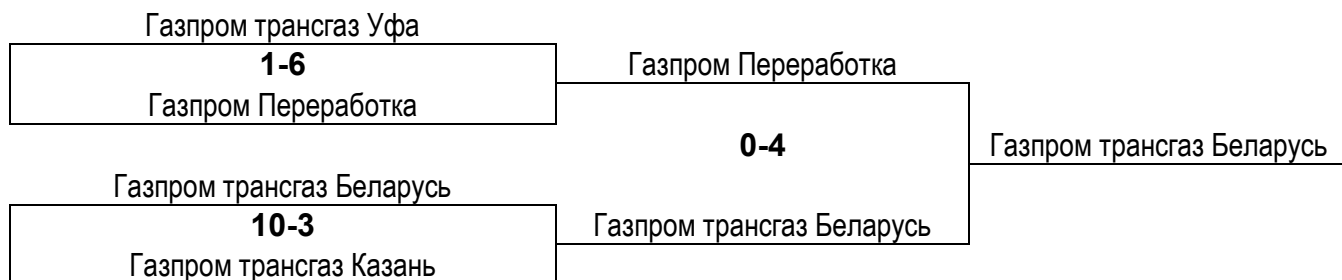 Газпром трансгаз Уфа
1-6
Газпром Переработка
Газпром Переработка
0-4
Газпром трансгаз Беларусь
Газпром трансгаз Беларусь
10-3
Газпром трансгаз Беларусь
Газпром трансгаз Казань